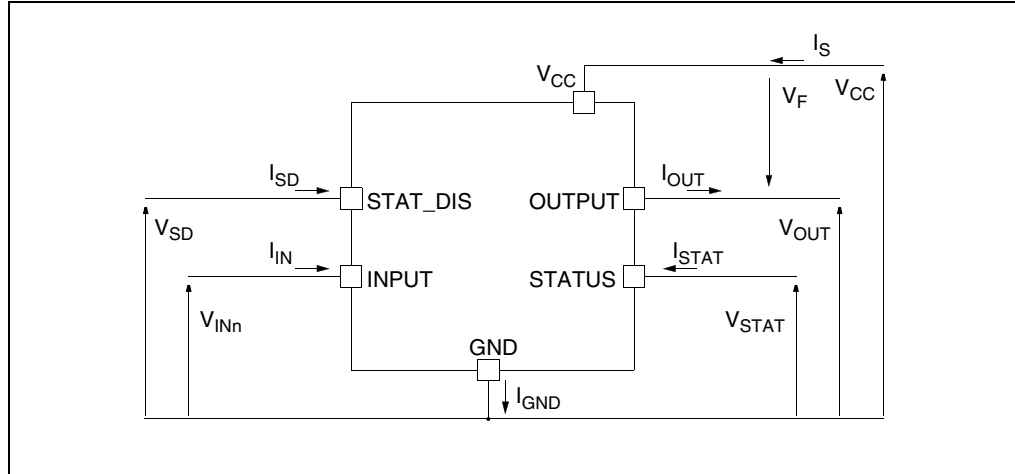 I_S
V_CC
V_CC
V_F
I_SD
STAT_DIS
OUTPUT
I_OUT
V_SD
V_OUT
I_IN
INPUT
STATUS
I_STAT
V_INn
V_STAT
GND
I_GND